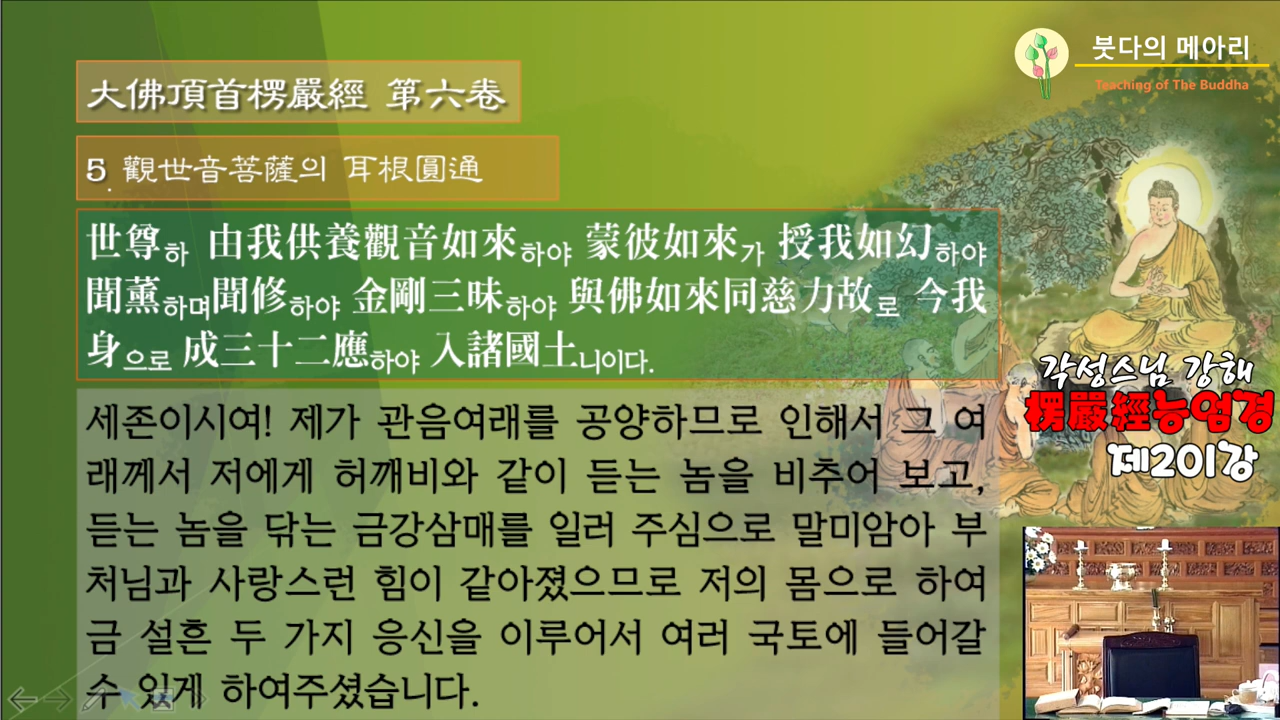 붓다의 메아리
Teaching of The Buddha
大佛頂首楞嚴經 第六卷
5. 觀世音菩薩의 耳根圓通
世尊하 由我供養觀音如來하야 蒙彼如來가 授我如幻하야
聞薰하며聞修하야 金剛三昧하야 與佛如來同慈力故로 今我
身으로 成三十二應하야 入諸國土니이다.
세존이시여! 제가 관음여래를 공양하므로 인해서 그 여
래께서 저에게 허깨비와 같이 듣는 놈을 비추어 보고,
듣는 놈을 닦는 금강삼매를 일러 주심으로 말미암아 부
처님과 사랑스런 힘이 같아졌으므로 저의 몸으로 하여
금 설흔 두 가지 응신을 이루어서 여러 국토에 들어갈
수 있게 하여주셨습니다.
각성스님 강해
楞嚴經능엄경
제201강